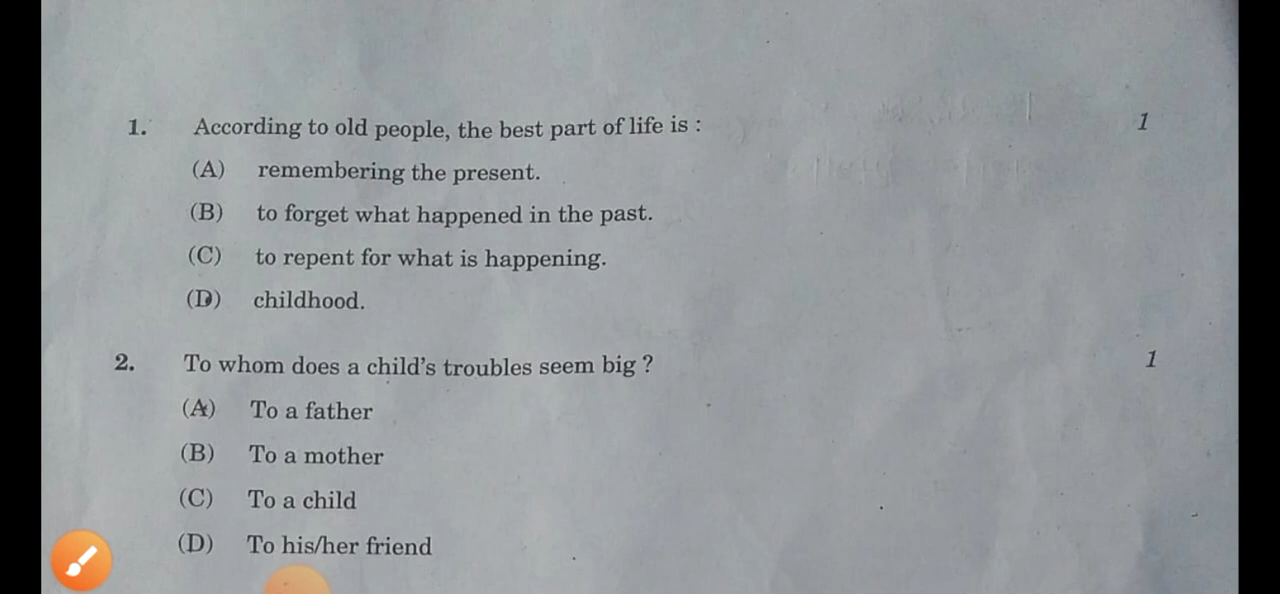 1. According to old people, the best part of life is : 1
(A) remembering the present.
(B) to forget what happened in the past.
(C) to repent for what is happening.
(D) childhood.
2. To whom does a child's troubles seem big ? 1
(A) To a father
(B) To a mother
(C) To a child
(D) To his/her friend